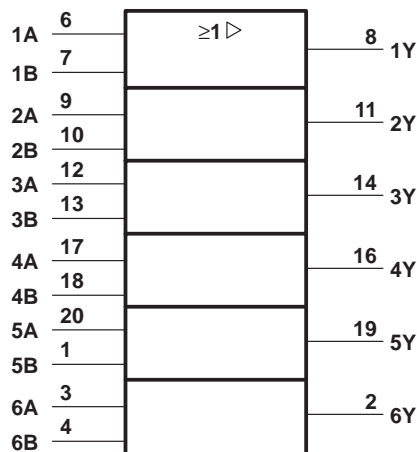 1A 6 ≥1 ▷ 8 1Y
1B 7
2A 9 11 2Y
2B 10
3A 12 14 3Y
3B 13
4A 17 16 4Y
4B 18
5A 20 19 5Y
5B 1
6A 3 2 6Y
6B 4